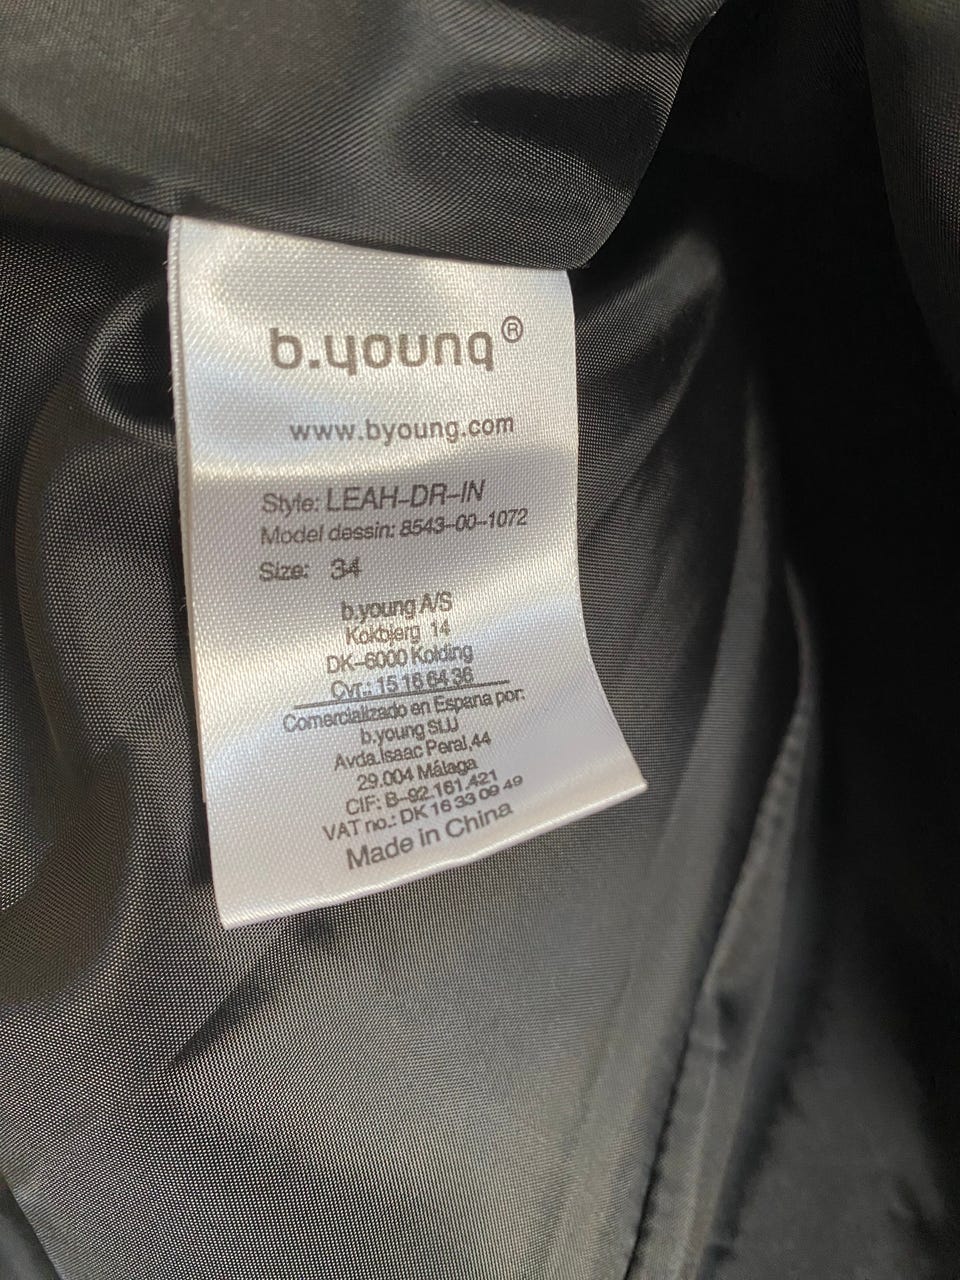 b.young®
www.byoung.com
Style: LEAH-DR-IN
Model dessin: 8543-00-1072
Size: 34
b.young A/S
Kokbjerg 14
DK-6000 Kolding
Cvr.: 15 16 64 36
Comercializado en Espana por:
b.young SLU
Avda.Isaac Peral,44
29.004 Málaga
CIF: B-92.161.421
VAT no.: DK 16 33 09 49
Made in China